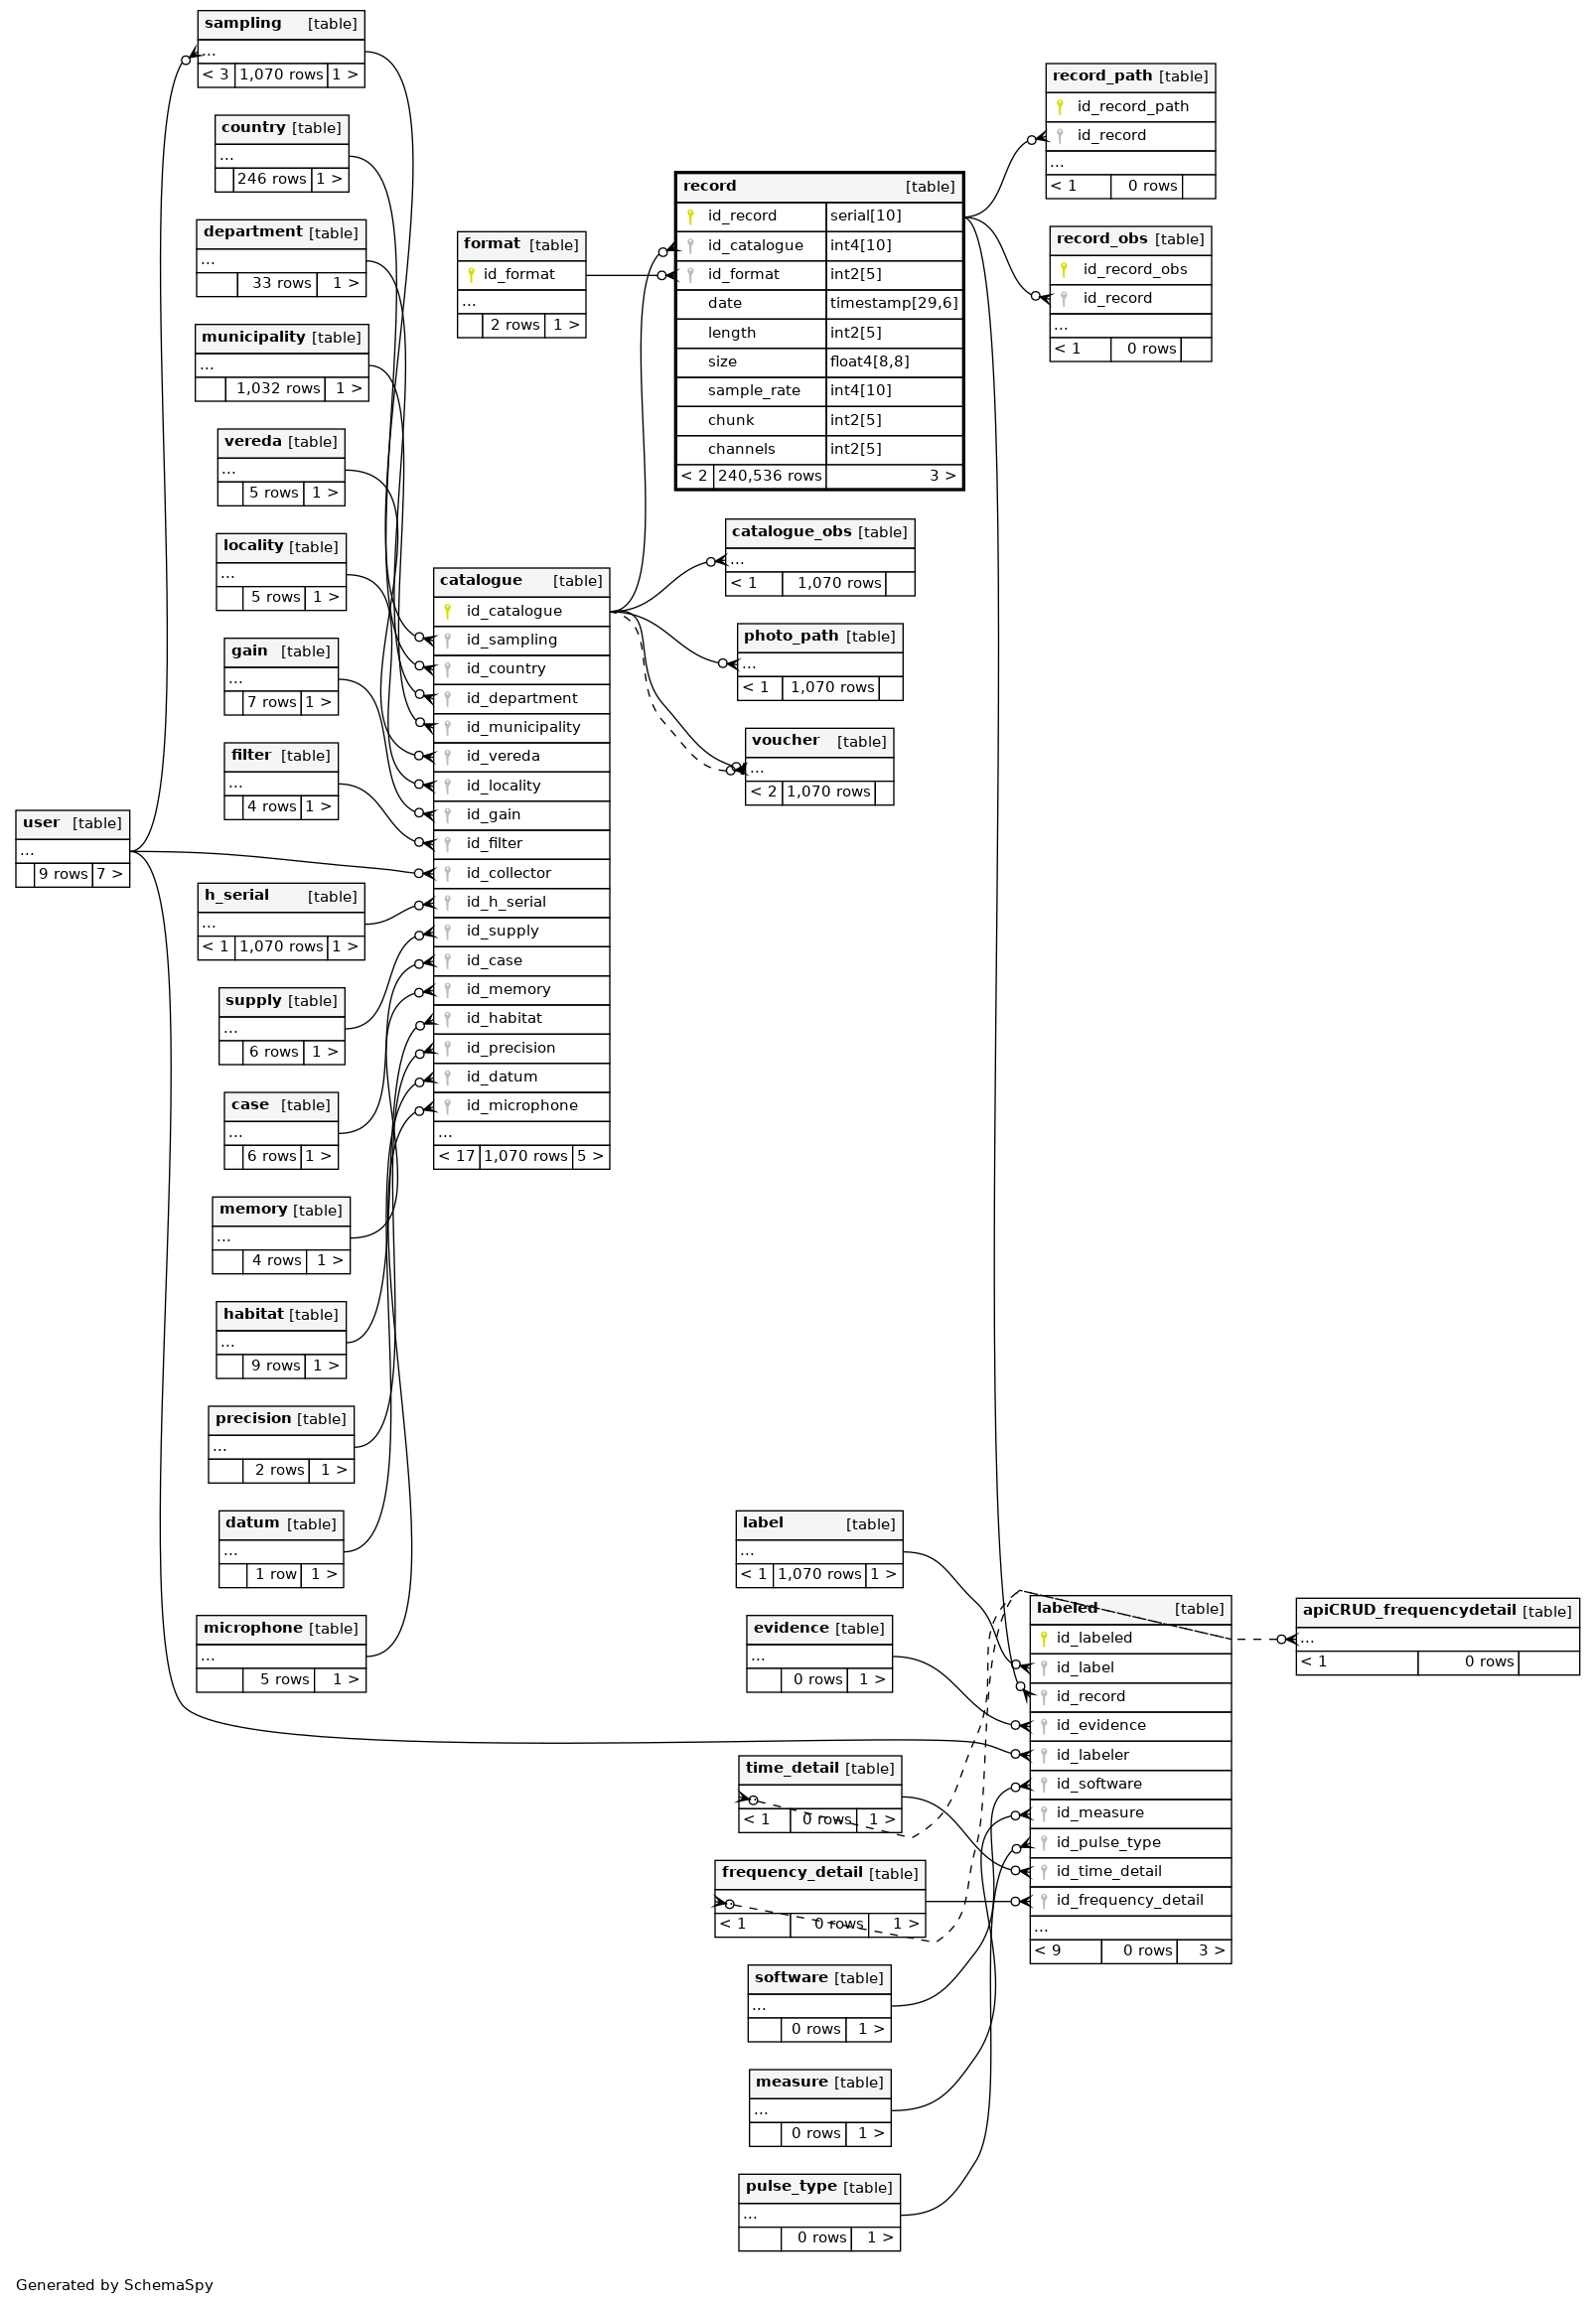 sampling [table]
...
< 3 1,070 rows 1 >
country [table]
...
246 rows 1 >
department [table]
...
33 rows 1 >
municipality [table]
...
1,032 rows 1 >
vereda [table]
...
5 rows 1 >
locality [table]
...
5 rows 1 >
gain [table]
...
7 rows 1 >
filter [table]
...
4 rows 1 >
user [table]
...
9 rows 7 >
h_serial [table]
...
< 1 1,070 rows 1 >
supply [table]
...
6 rows 1 >
case [table]
...
6 rows 1 >
memory [table]
...
4 rows 1 >
habitat [table]
...
9 rows 1 >
precision [table]
...
2 rows 1 >
datum [table]
...
1 row 1 >
microphone [table]
...
5 rows 1 >
format [table]
id_format
...
2 rows 1 >
catalogue [table]
id_catalogue
id_sampling
id_country
id_department
id_municipality
id_vereda
id_locality
id_gain
id_filter
id_collector
id_h_serial
id_supply
id_case
id_memory
id_habitat
id_precision
id_datum
id_microphone
...
< 17 1,070 rows 5 >
record [table]
id_record serial[10]
id_catalogue int4[10]
id_format int2[5]
date timestamp[29,6]
length int2[5]
size float4[8,8]
sample_rate int4[10]
chunk int2[5]
channels int2[5]
< 2 240,536 rows 3 >
catalogue_obs [table]
...
< 1 1,070 rows
photo_path [table]
...
< 1 1,070 rows
voucher [table]
...
< 2 1,070 rows
record_path [table]
id_record_path
id_record
...
< 1 0 rows
record_obs [table]
id_record_obs
id_record
...
< 1 0 rows
label [table]
...
< 1 1,070 rows 1 >
evidence [table]
...
0 rows 1 >
time_detail [table]
...
< 1 0 rows 1 >
frequency_detail [table]
...
< 1 0 rows 1 >
software [table]
...
0 rows 1 >
measure [table]
...
0 rows 1 >
pulse_type [table]
...
0 rows 1 >
labeled [table]
id_labeled
id_label
id_record
id_evidence
id_labeler
id_software
id_measure
id_pulse_type
id_time_detail
id_frequency_detail
...
< 9 0 rows 3 >
apiCRUD_frequencydetail [table]
...
< 1 0 rows
Generated by SchemaSpy